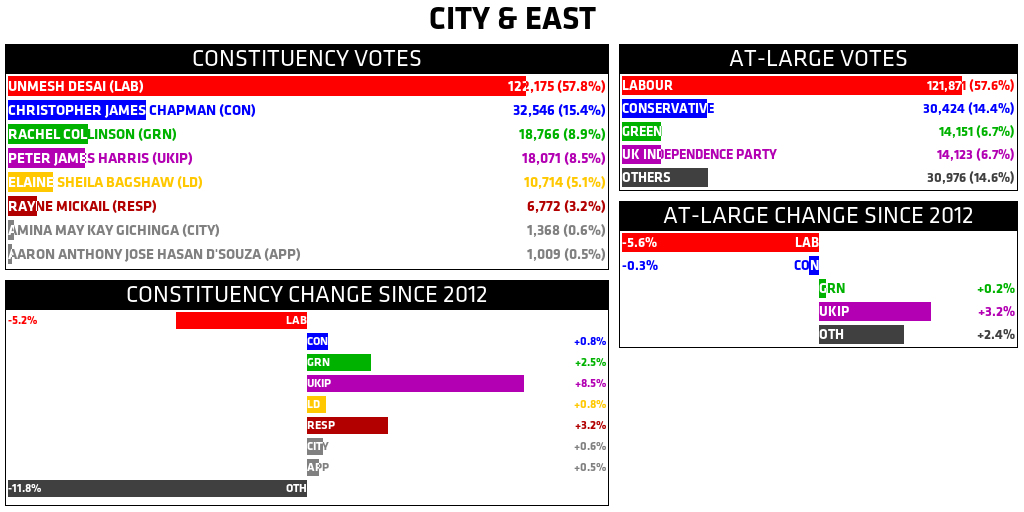 CITY & EAST
CONSTITUENCY VOTES
UNMESH DESAI (LAB) 122,175 (57.8%)
CHRISTOPHER JAMES CHAPMAN (CON) 32,546 (15.4%)
RACHEL COLLINSON (GRN) 18,766 (8.9%)
PETER JAMES HARRIS (UKIP) 18,071 (8.5%)
ELAINE SHEILA BAGSHAW (LD) 10,714 (5.1%)
RAYNE MICKAIL (RESP) 6,772 (3.2%)
AMINA MAY KAY GICHINGA (CITY) 1,368 (0.6%)
AARON ANTHONY JOSE HASAN D'SOUZA (APP) 1,009 (0.5%)
CONSTITUENCY CHANGE SINCE 2012
-5.2% LAB
CON +0.8%
GRN +2.5%
UKIP +8.5%
LD +0.8%
RESP +3.2%
CITY +0.6%
APP +0.5%
-11.8% OTH
AT-LARGE VOTES
LABOUR 121,871 (57.6%)
CONSERVATIVE 30,424 (14.4%)
GREEN 14,151 (6.7%)
UK INDEPENDENCE PARTY 14,123 (6.7%)
OTHERS 30,976 (14.6%)
AT-LARGE CHANGE SINCE 2012
-5.6% LAB
-0.3% CON
GRN +0.2%
UKIP +3.2%
OTH +2.4%